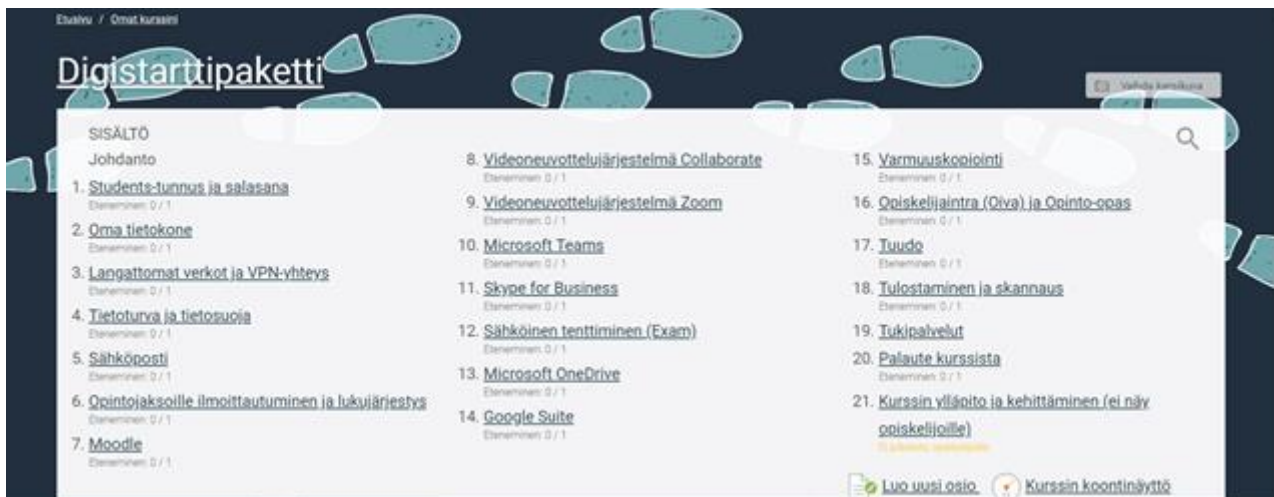 Etusivu / Omat kurssini
Digistarttipaketti
Vaihda kansikuva
SISÄLTÖ
Johdanto
1. Students-tunnus ja salasana
Eteneminen: 0 / 1
2. Oma tietokone
Eteneminen: 0 / 1
3. Langattomat verkot ja VPN-yhteys
Eteneminen: 0 / 1
4. Tietoturva ja tietosuoja
Eteneminen: 0 / 1
5. Sähköposti
Eteneminen: 0 / 1
6. Opintojaksoille ilmoittautuminen ja lukujärjestys
Eteneminen: 0 / 1
7. Moodle
Eteneminen: 0 / 1
8. Videoneuvottelujärjestelmä Collaborate
Eteneminen: 0 / 1
9. Videoneuvottelujärjestelmä Zoom
Eteneminen: 0 / 1
10. Microsoft Teams
Eteneminen: 0 / 1
11. Skype for Business
Eteneminen: 0 / 1
12. Sähköinen tenttiminen (Exam)
Eteneminen: 0 / 1
13. Microsoft OneDrive
Eteneminen: 0 / 1
14. Google Suite
Eteneminen: 0 / 1
15. Varmuuskopiointi
Eteneminen: 0 / 1
16. Opiskelijaintra (Oiva) ja Opinto-opas
Eteneminen: 0 / 1
17. Tuudo
Eteneminen: 0 / 1
18. Tulostaminen ja skannaus
Eteneminen: 0 / 1
19. Tukipalvelut
20. Palaute kurssista
Eteneminen: 0 / 1
21. Kurssin ylläpito ja kehittäminen (ei näy
opiskelijoille)
Luo uusi osio
Kurssin koontinäyttö